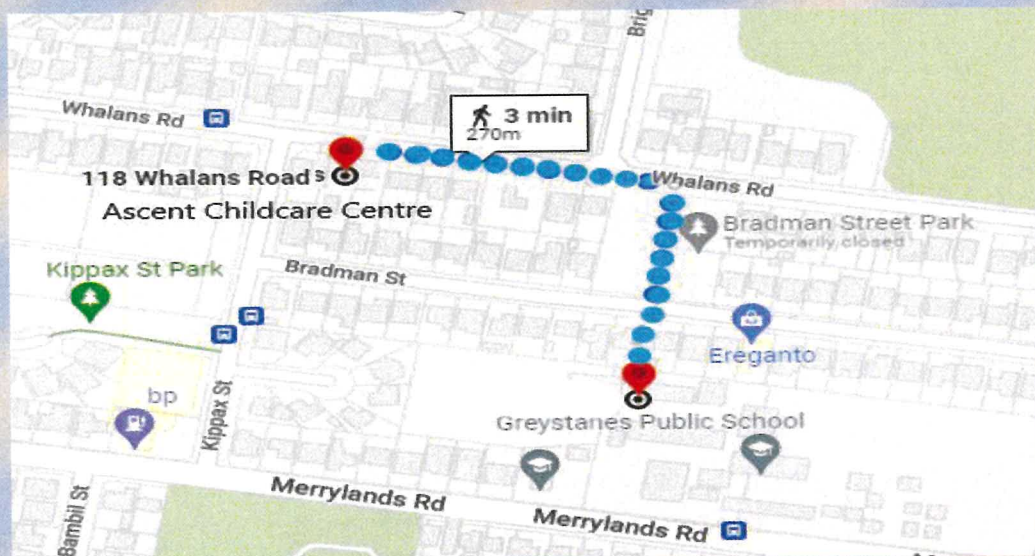 Brig
Whalans Rd
3 min
270m
118 Whalans Road s
Ascent Childcare Centre
Whalans Rd
Bradman Street Park
Temporarily closed
Kippax St Park
Bradman St
Ereganto
bp
Kippax St
Greystanes Public School
Merrylands Rd
Merrylands Rd
Bambil St